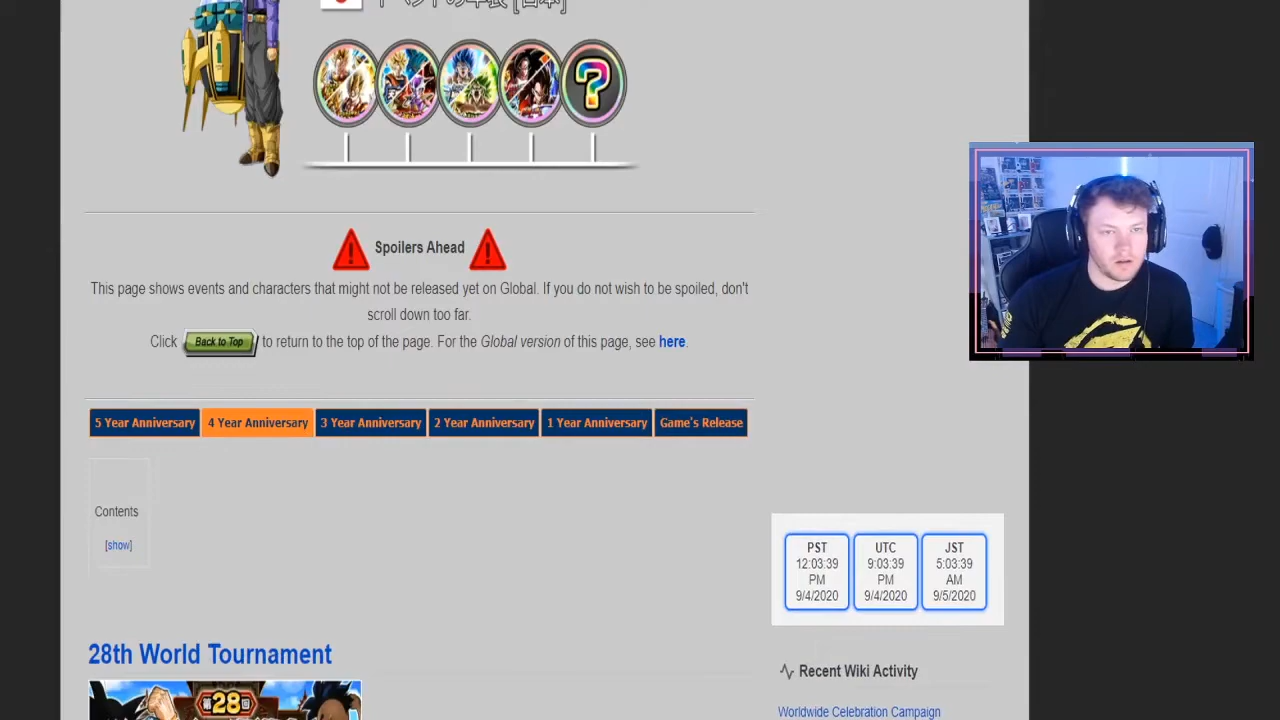 Spoilers Ahead
This page shows events and characters that might not be released yet on Global. If you do not wish to be spoiled, don't
scroll down too far.
Click Back to Top to return to the top of the page. For the Global version of this page, see here.
5 Year Anniversary 4 Year Anniversary 3 Year Anniversary 2 Year Anniversary 1 Year Anniversary Game's Release
Contents
[show]
PST
12:03:39
PM
9/4/2020
UTC
9:03:39
PM
9/4/2020
JST
5:03:39
AM
9/5/2020
28th World Tournament
第28回
Recent Wiki Activity
Worldwide Celebration Campaign